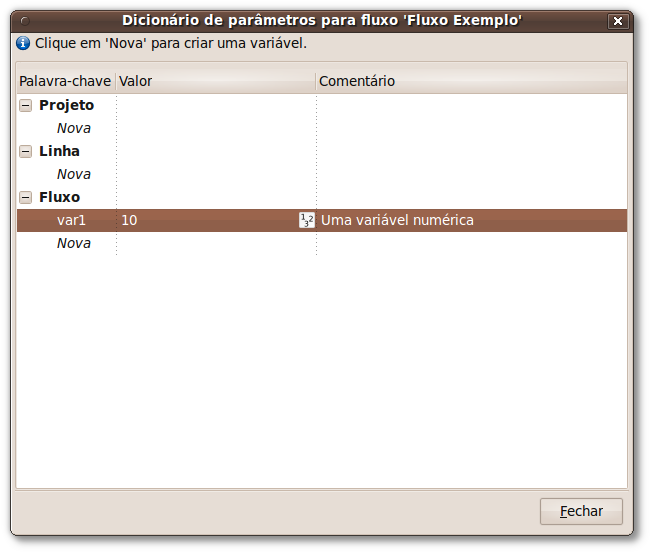 Dicionário de parâmetros para fluxo 'Fluxo Exemplo'
Clique em 'Nova' para criar uma variável.
Palavra-chave Valor Comentário
Projeto
Nova
Linha
Nova
Fluxo
var1 10 123 Uma variável numérica
Nova
Fechar